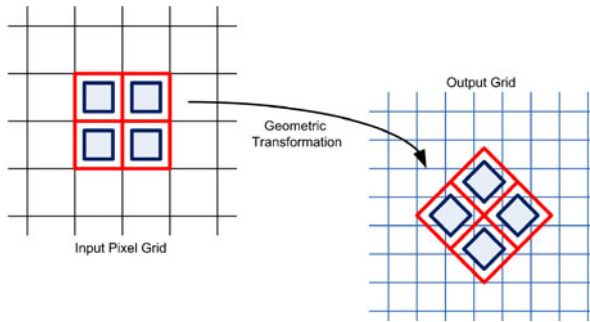 Output Grid
Geometric
Transformation
Input Pixel Grid